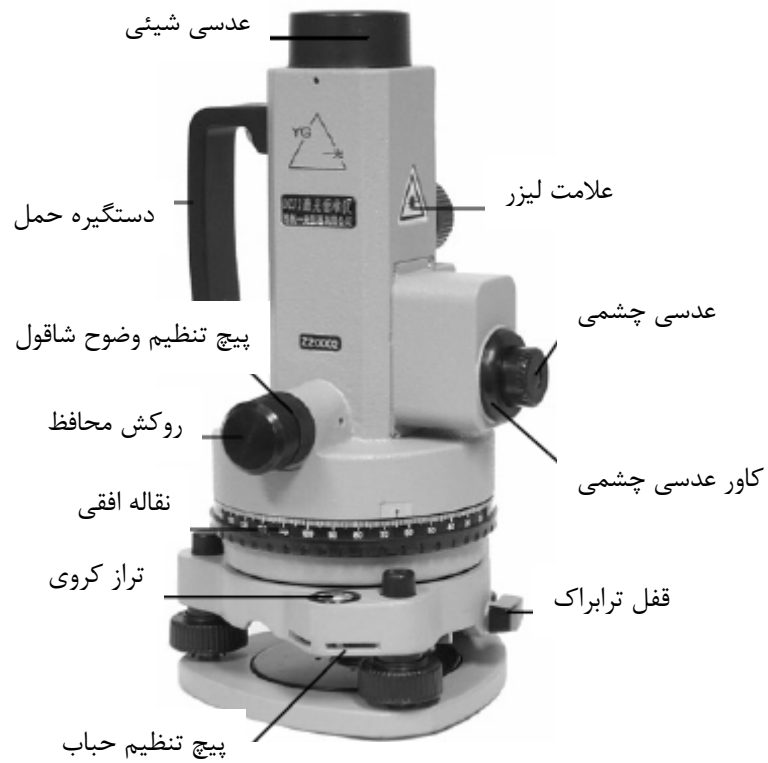 عدسی شیئی
علامت لیزر
دستگیره حمل
YG
عدسی چشمی
پیچ تنظیم وضوح شاقول
روکش محافظ
کاور عدسی چشمی
نقاله افقی
تراز کروی
قفل ترابراک
پیچ تنظیم حباب